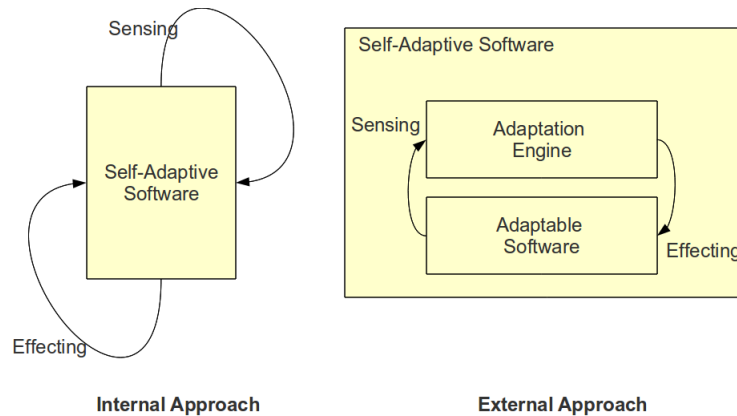 Sensing
Self-Adaptive
Software
Effecting
Internal Approach
Self-Adaptive Software
Sensing
Adaptation
Engine
Adaptable
Software
Effecting
External Approach